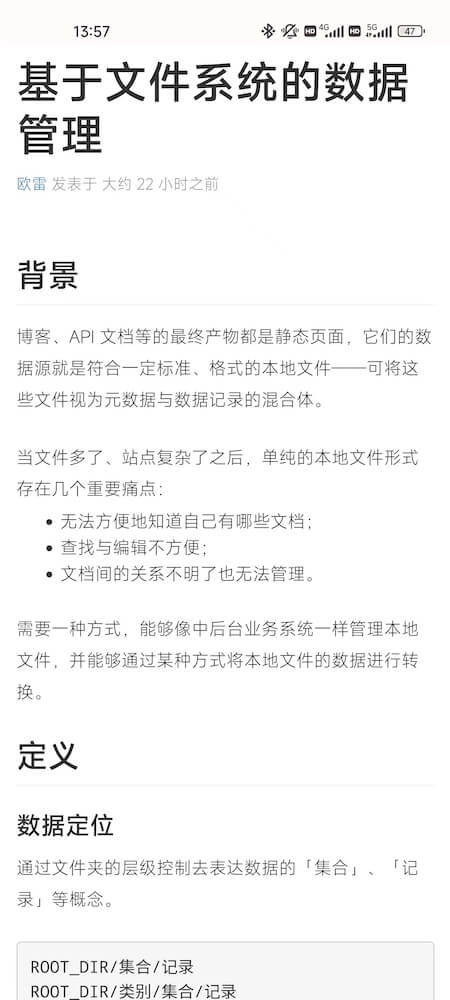 13:57
4G
5G
47
基于文件系统的数据
管理
欧雷 发表于 大约 22 小时之前
背景
博客、API 文档等的最终产物都是静态页面，它们的数
据源就是符合一定标准、格式的本地文件——可将这
些文件视为元数据与数据记录的混合体。
当文件多了、站点复杂了之后，单纯的本地文件形式
存在几个重要痛点：
• 无法方便地知道自己有哪些文档；
• 查找与编辑不方便；
• 文档间的关系不明了也无法管理。
需要一种方式，能够像中后台业务系统一样管理本地
文件，并能够通过某种方式将本地文件的数据进行转
换。
定义
数据定位
通过文件夹的层级控制去表达数据的「集合」、「记
录」等概念。
ROOT_DIR/集合/记录
ROOT_DIR/类别/集合/记录